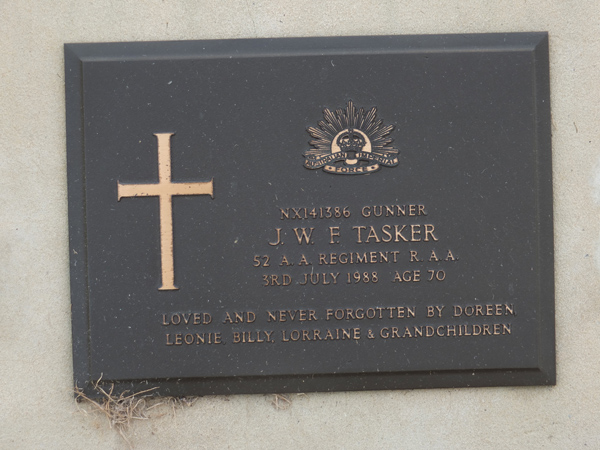 AUSTRALIAN IMPERIAL
FORCE
NX141386 GUNNER
J. W. F. TASKER
52 A. A. REGIMENT R. A. A.
3RD JULY 1988 AGE 70
LOVED AND NEVER FORGOTTEN BY DOREEN,
LEONIE, BILLY, LORRAINE & GRANDCHILDREN